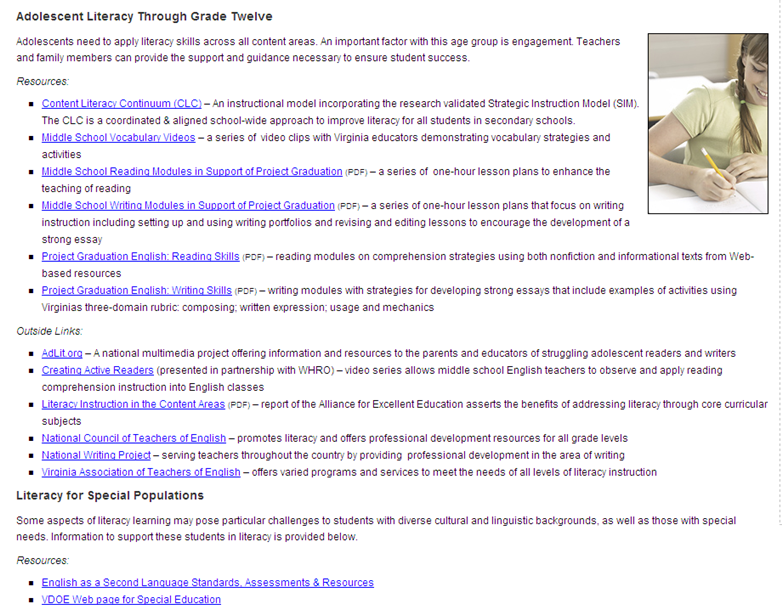 Adolescent Literacy Through Grade Twelve
Adolescents need to apply literacy skills across all content areas. An important factor with this age group is engagement. Teachers
and family members can provide the support and guidance necessary to ensure student success.
Resources:
Content Literacy Continuum (CLC) – An instructional model incorporating the research validated Strategic Instruction Model (SIM).
The CLC is a coordinated & aligned school-wide approach to improve literacy for all students in secondary schools.
Middle School Vocabulary Videos – a series of video clips with Virginia educators demonstrating vocabulary strategies and
activities
Middle School Reading Modules in Support of Project Graduation (PDF) – a series of one-hour lesson plans to enhance the
teaching of reading
Middle School Writing Modules in Support of Project Graduation (PDF) – a series of one-hour lesson plans that focus on writing
instruction including setting up and using writing portfolios and revising and editing lessons to encourage the development of a
strong essay
Project Graduation English: Reading Skills (PDF) – reading modules on comprehension strategies using both nonfiction and informational texts from Web-
based resources
Project Graduation English: Writing Skills (PDF) – writing modules with strategies for developing strong essays that include examples of activities using
Virginias three-domain rubric: composing; written expression; usage and mechanics
Outside Links:
AdLit.org – A national multimedia project offering information and resources to the parents and educators of struggling adolescent readers and writers
Creating Active Readers (presented in partnership with WHRO) – video series allows middle school English teachers to observe and apply reading
comprehension instruction into English classes
Literacy Instruction in the Content Areas (PDF) – report of the Alliance for Excellent Education asserts the benefits of addressing literacy through core curricular
subjects
National Council of Teachers of English – promotes literacy and offers professional development resources for all grade levels
National Writing Project – serving teachers throughout the country by providing professional development in the area of writing
Virginia Association of Teachers of English – offers varied programs and services to meet the needs of all levels of literacy instruction
Literacy for Special Populations
Some aspects of literacy learning may pose particular challenges to students with diverse cultural and linguistic backgrounds, as well as those with special
needs. Information to support these students in literacy is provided below.
Resources:
English as a Second Language Standards, Assessments & Resources
VDOE Web page for Special Education